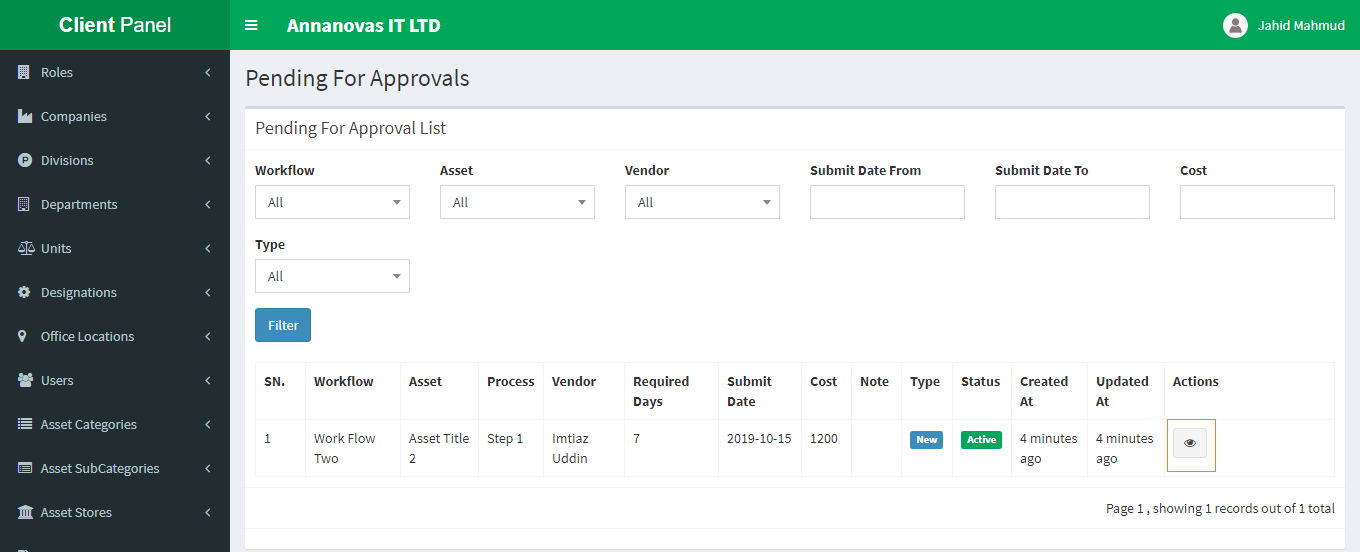 Client Panel
Annanovas IT LTD
Jahid Mahmud
Roles
Companies
Divisions
Departments
Units
Designations
Office Locations
Users
Asset Categories
Asset SubCategories
Asset Stores
Pending For Approvals
Pending For Approval List
Workflow Asset Vendor Submit Date From Submit Date To Cost
All All All
Type
All
Filter
SN. Workflow Asset Process Vendor Required Days Submit Date Cost Note Type Status Created At Updated At Actions
1 Work Flow Two Asset Title 2 Step 1 Imtiaz Uddin 7 2019-10-15 1200 New Active 4 minutes ago 4 minutes ago
Page 1 , showing 1 records out of 1 total